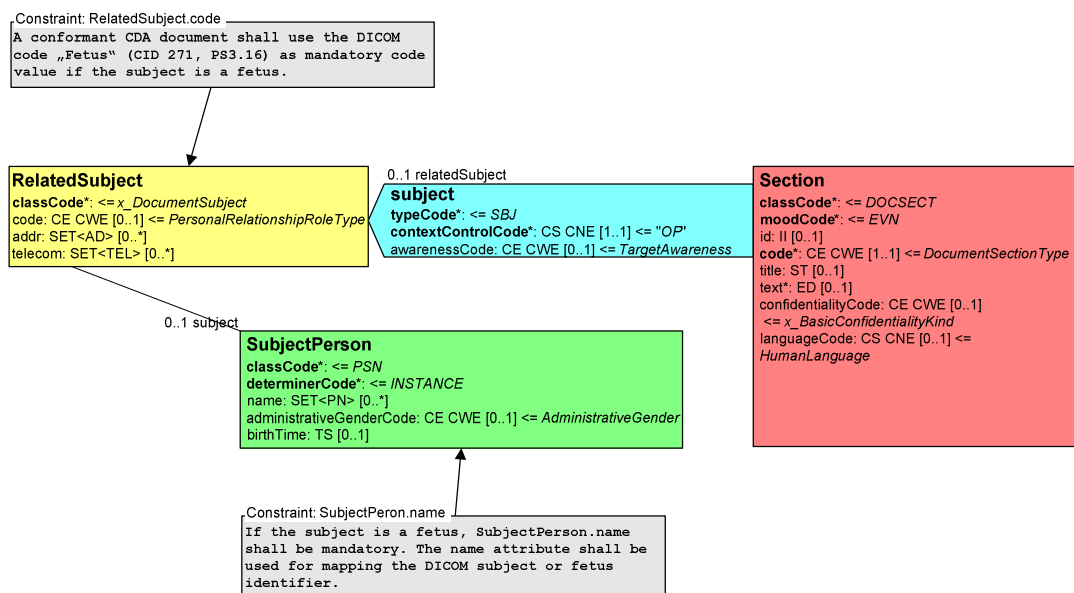 Constraint: RelatedSubject.code
A conformant CDA document shall use the DICOM
code „Fetus“ (CID 271, PS3.16) as mandatory code
value if the subject is a fetus.
RelatedSubject
classCode*: <= x_DocumentSubject
code: CE CWE [0..1] <= PersonalRelationshipRoleType
addr: SET<AD> [0..*]
telecom: SET<TEL> [0..*]
0..1 relatedSubject
subject
typeCode*: <= SBJ
contextControlCode*: CS CNE [1..1] <= "OP"
awarenessCode: CE CWE [0..1] <= TargetAwareness
Section
classCode*: <= DOCSECT
moodCode*: <= EVN
id: II [0..1]
code*: CE CWE [1..1] <= DocumentSectionType
title: ST [0..1]
text*: ED [0..1]
confidentialityCode: CE CWE [0..1]
<= x_BasicConfidentialityKind
languageCode: CS CNE [0..1] <=
HumanLanguage
0..1 subject
SubjectPerson
classCode*: <= PSN
determinerCode*: <= INSTANCE
name: SET<PN> [0..*]
administrativeGenderCode: CE CWE [0..1] <= AdministrativeGender
birthTime: TS [0..1]
Constraint: SubjectPeron.name
If the subject is a fetus, SubjectPerson.name
shall be mandatory. The name attribute shall be
used for mapping the DICOM subject or fetus
identifier.